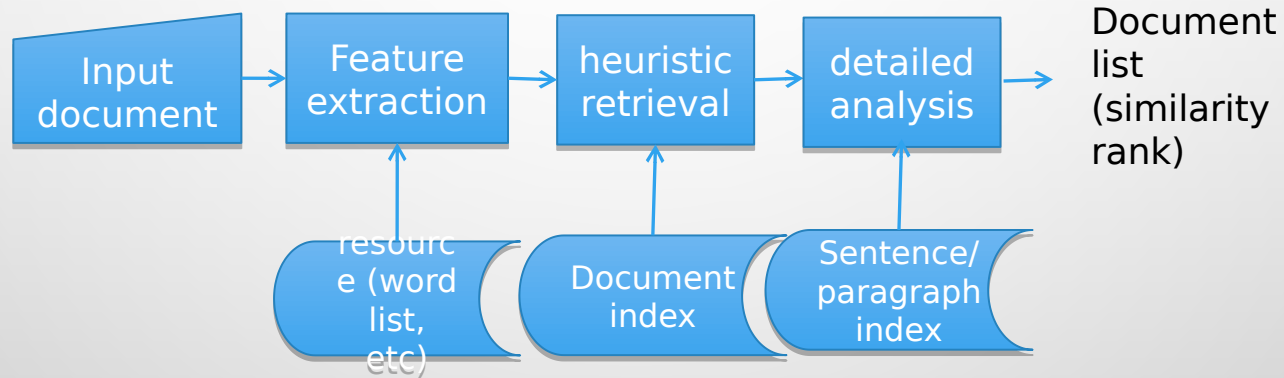 Input
document
Feature
extraction
heuristic
retrieval
detailed
analysis
Document
list
(similarity
rank)
resourc
e (word
list,
etc)
Document
index
Sentence/
paragraph
index